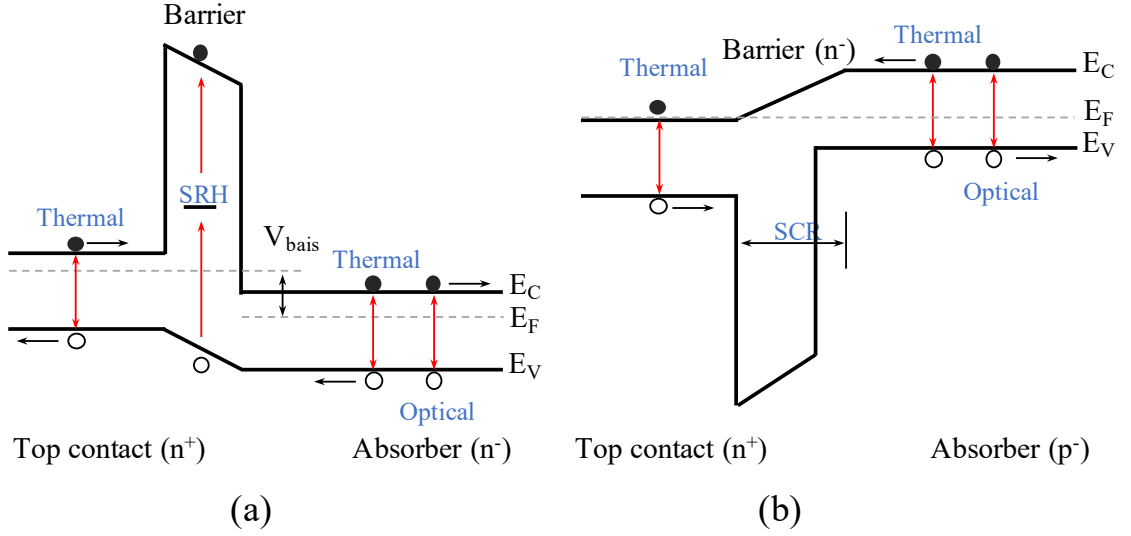 Barrier
SRH
Thermal
V_bais
Thermal
E_C
E_F
E_V
Optical
Top contact (n⁺)
Absorber (n⁻)
(a)
Thermal
Barrier (n⁻)
Thermal
E_C
E_F
E_V
Optical
SCR
Top contact (n⁺)
Absorber (p⁻)
(b)